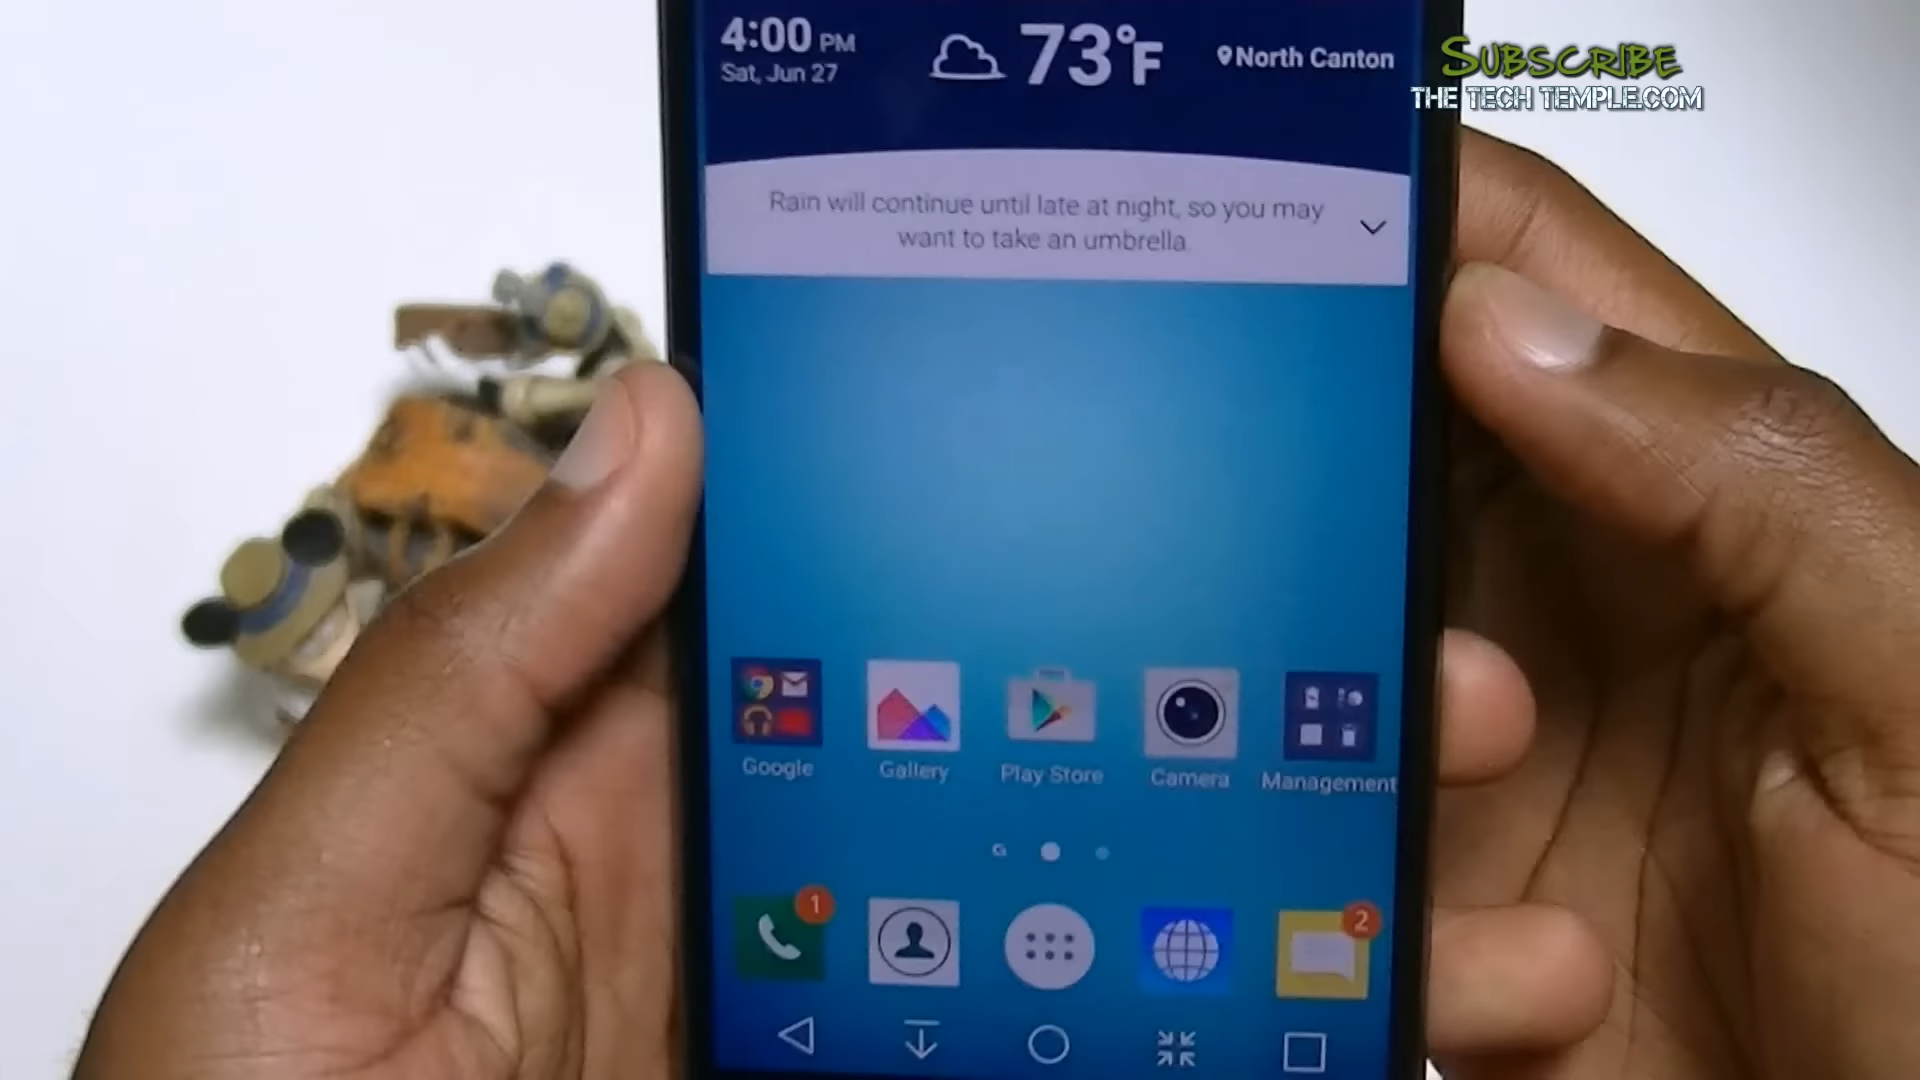 4:00 PM
Sat, Jun 27
73°F
North Canton
SUBSCRIBE
THE TECH TEMPLE.COM
Rain will continue until late at night, so you may
want to take an umbrella.
Google
Gallery
Play Store
Camera
Management
G
1
2